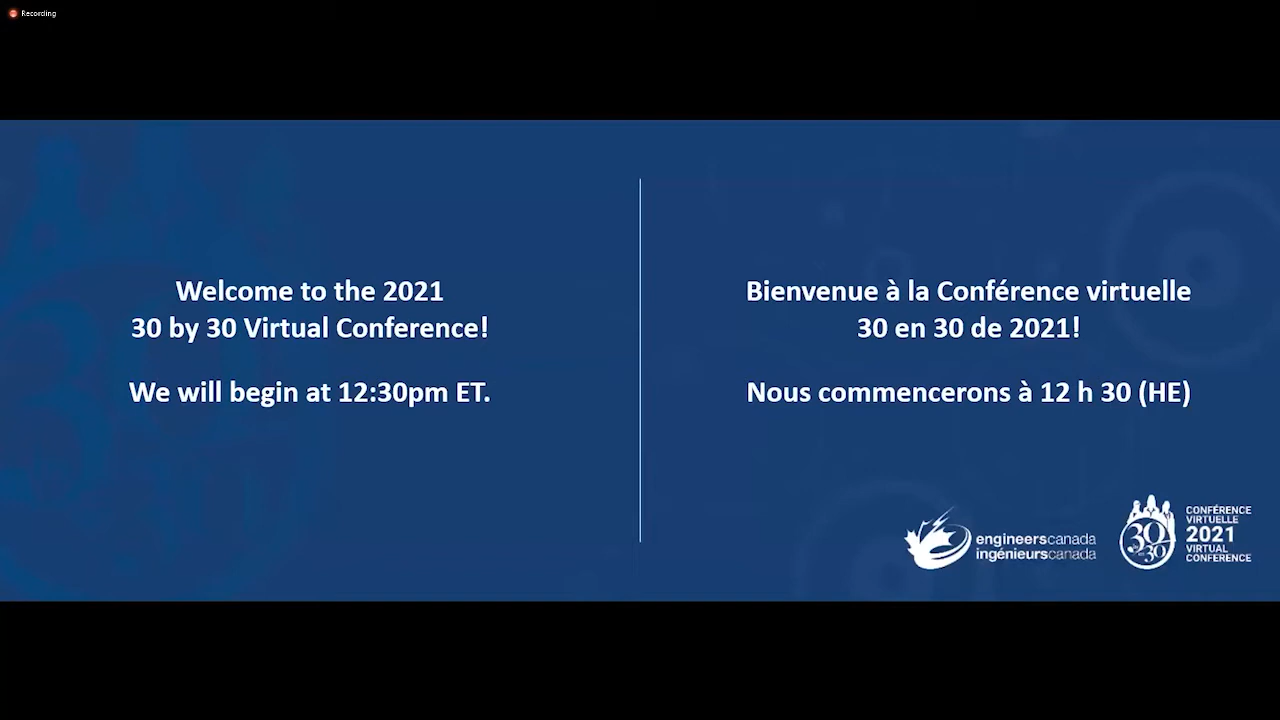 Recording
Welcome to the 2021
30 by 30 Virtual Conference!
We will begin at 12:30pm ET.
Bienvenue à la Conférence virtuelle
30 en 30 de 2021!
Nous commencerons à 12 h 30 (HE)
engineerscanada
ingénieurscanada
30
30
CONFÉRENCE
VIRTUELLE
2021
VIRTUAL
CONFERENCE